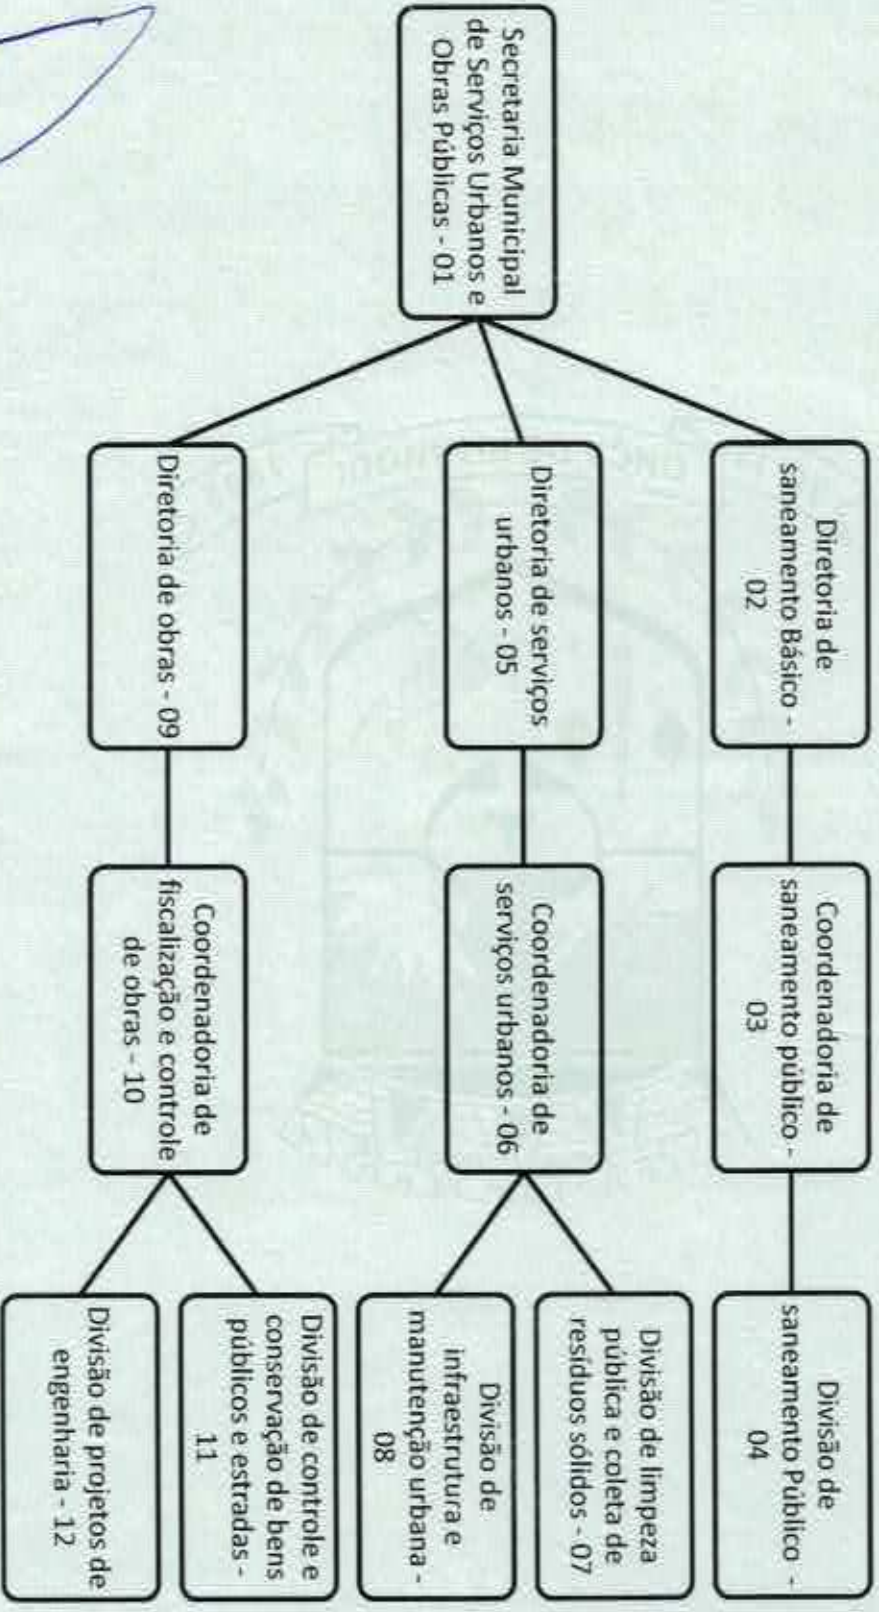 Secretaria Municipal
de Serviços Urbanos e
Obras Públicas - 01
Diretoria de
saneamento Básico -
02
Coordenadoria de
saneamento público -
03
Divisão de
saneamento Público -
04
Diretoria de serviços
urbanos - 05
Coordenadoria de
serviços urbanos - 06
Divisão de limpeza
pública e coleta de
resíduos sólidos - 07
Divisão de
infraestrutura e
manutenção urbana -
08
Diretoria de obras - 09
Coordenadoria de
fiscalização e controle
de obras - 10
Divisão de controle e
conservação de bens
públicos e estradas -
11
Divisão de projetos de
engenharia - 12